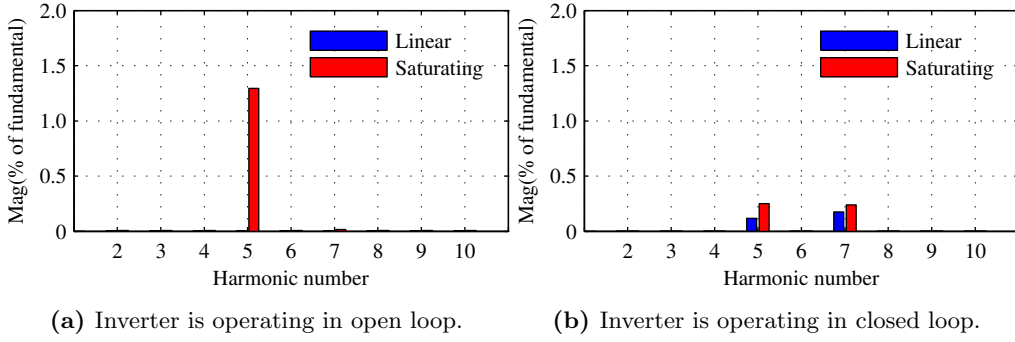 2.0
1.5
1.0
0.5
0
Mag(% of fundamental)
Linear
Saturating
2 3 4 5 6 7 8 9 10
Harmonic number
(a) Inverter is operating in open loop.
2.0
1.5
1.0
0.5
0
Mag(% of fundamental)
Linear
Saturating
2 3 4 5 6 7 8 9 10
Harmonic number
(b) Inverter is operating in closed loop.